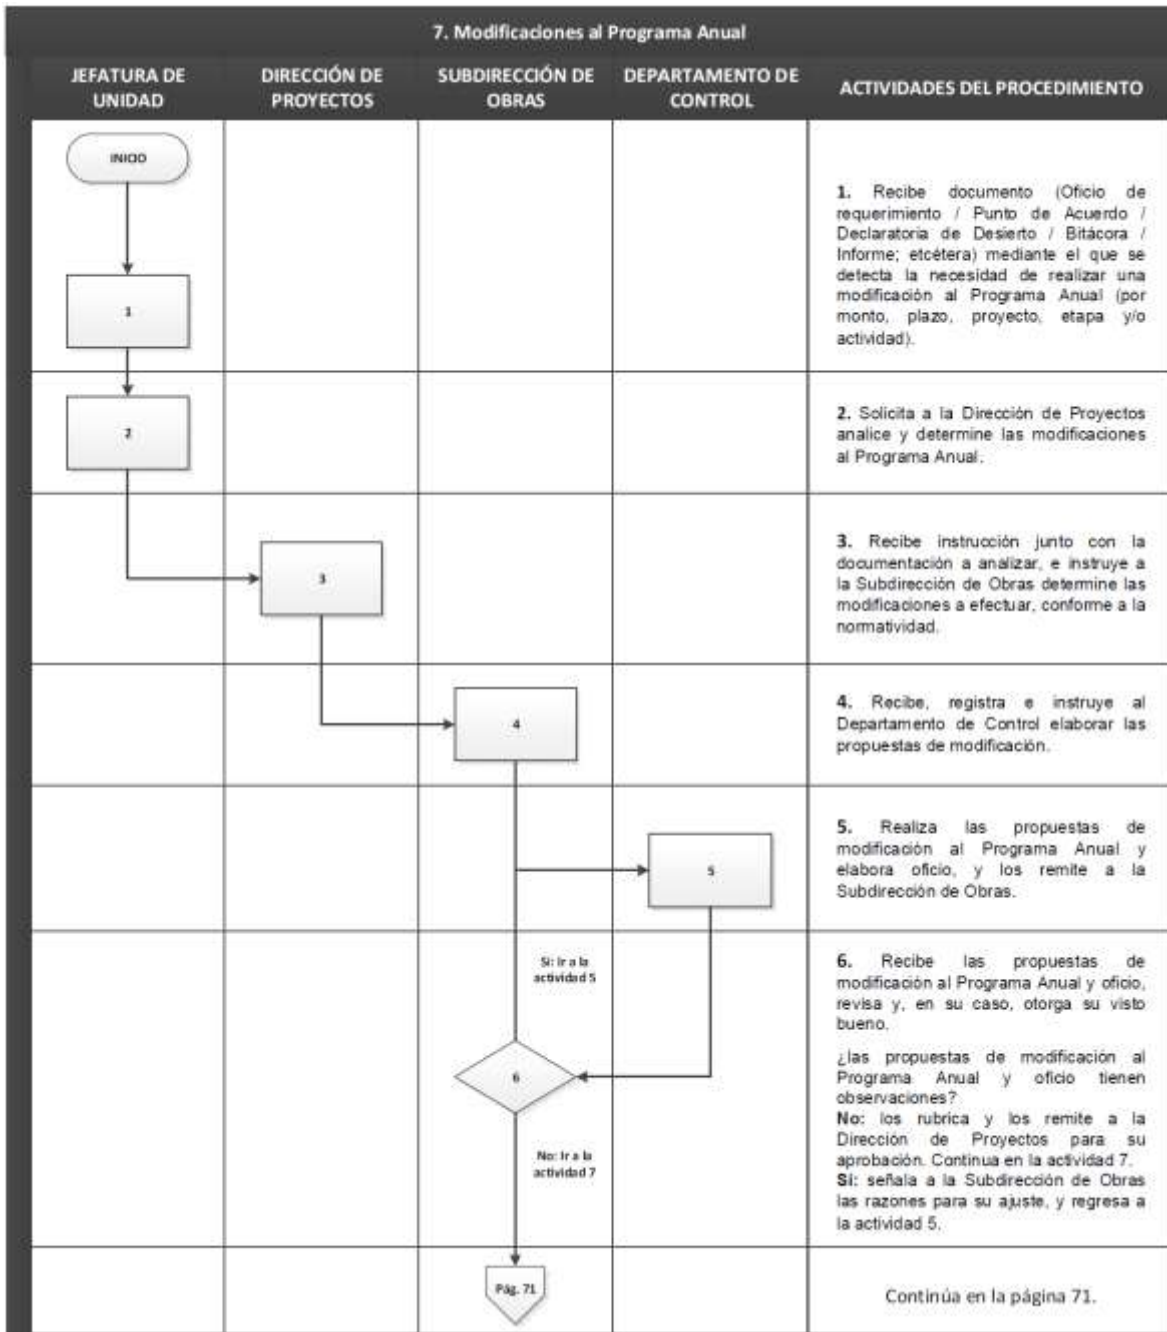 7. Modificaciones al Programa Anual
JEFATURA DE
UNIDAD
DIRECCIÓN DE
PROYECTOS
SUBDIRECCIÓN DE
OBRAS
DEPARTAMENTO DE
CONTROL
ACTIVIDADES DEL PROCEDIMIENTO
INICIO
1
1. Recibe documento (Oficio de
requerimiento / Punto de Acuerdo /
Declaratoria de Desierto / Bitácora /
Informe; etcétera) mediante el que se
detecta la necesidad de realizar una
modificación al Programa Anual (por
monto, plazo, proyecto, etapa y/o
actividad).
2
2. Solicita a la Dirección de Proyectos
analice y determine las modificaciones
al Programa Anual.
3
3. Recibe instrucción junto con la
documentación a analizar, e instruye a
la Subdirección de Obras determine las
modificaciones a efectuar, conforme a la
normatividad.
4
4. Recibe, registra e instruye al
Departamento de Control elaborar las
propuestas de modificación.
5
5. Realiza las propuestas de
modificación al Programa Anual y
elabora oficio, y los remite a la
Subdirección de Obras.
Si: Ir a la
actividad 5
6
No: Ir a la
actividad 7
6. Recibe las propuestas de
modificación al Programa Anual y oficio,
revisa y, en su caso, otorga su visto
bueno.
¿las propuestas de modificación al
Programa Anual y oficio tienen
observaciones?
No: los rubrica y los remite a la
Dirección de Proyectos para su
aprobación. Continua en la actividad 7.
Si: señala a la Subdirección de Obras
las razones para su ajuste, y regresa a
la actividad 5.
Pág. 71
Continúa en la página 71.